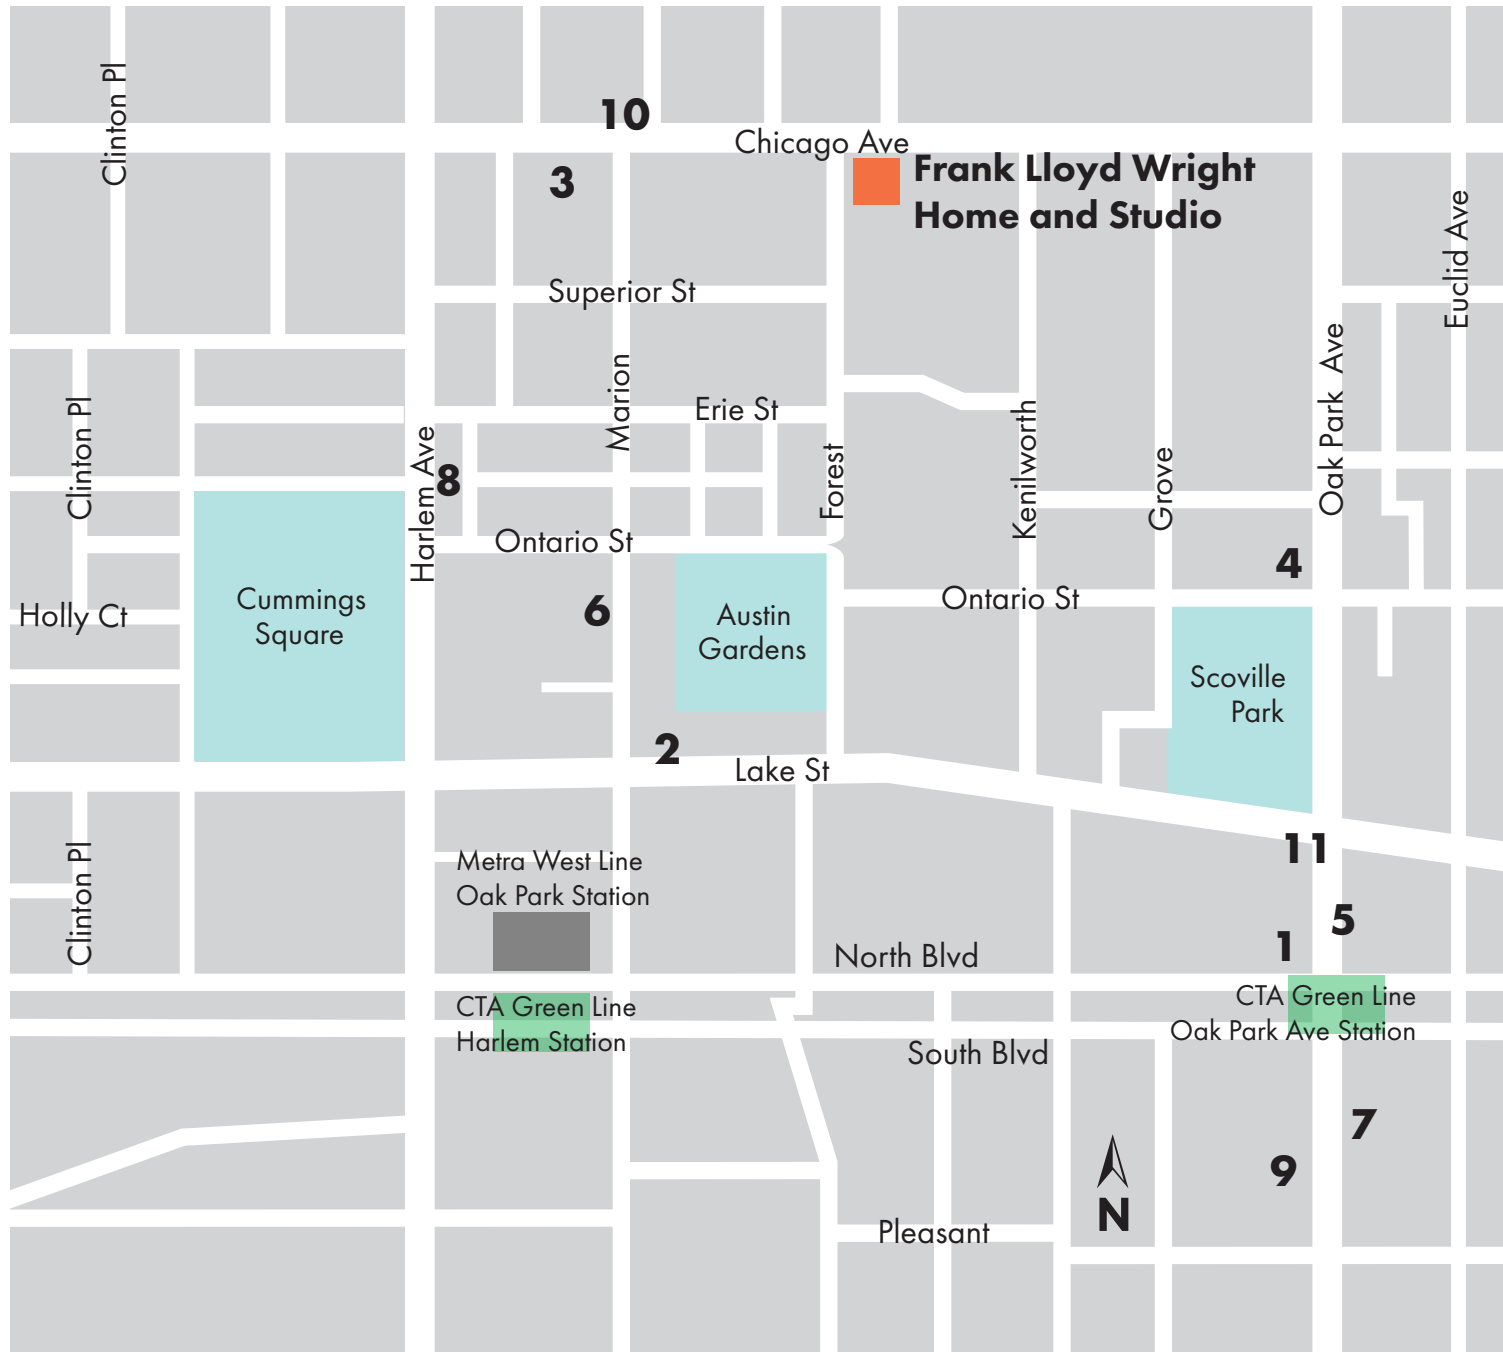 Clinton Pl
10
Chicago Ave
3
Frank Lloyd Wright
Home and Studio
Euclid Ave
Superior St
Marion
Oak Park Ave
Erie St
Clinton Pl
Harlem Ave
8
Forest
Kenilworth
Grove
Ontario St
4
Cummings
Square
6
Austin
Gardens
Ontario St
Holly Ct
Scoville
Park
2
Lake St
11
Metra West Line
Oak Park Station
Clinton Pl
5
1
North Blvd
CTA Green Line
Harlem Station
CTA Green Line
Oak Park Ave Station
South Blvd
7
9
N
Pleasant